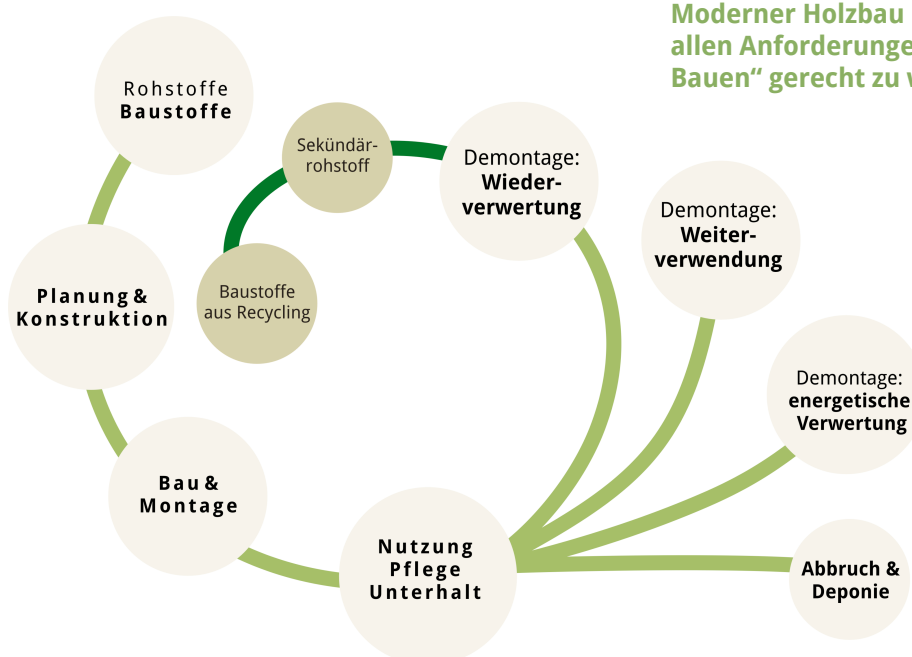 Moderner Holzbau
allen Anforderunge
Bauen“ gerecht zu
Rohstoffe
Baustoffe
Sekündär-
rohstoff
Demontage:
Wieder-
verwertung
Demontage:
Weiter-
verwendung
Planung &
Konstruktion
Baustoffe
aus Recycling
Demontage:
energetische
Verwertung
Bau &
Montage
Nutzung
Pflege
Unterhalt
Abbruch &
Deponie